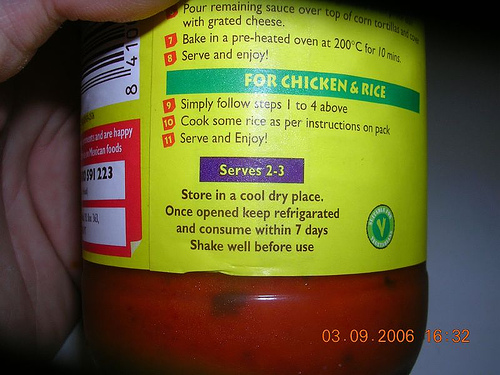 Pour remaining sauce over top of corn tortillas and cover
with grated cheese.
7 Bake in a pre-heated oven at 200°C for 10 mins.
8 Serve and enjoy!
FOR CHICKEN & RICE
9 Simply follow steps 1 to 4 above
10 Cook some rice as per instructions on pack
11 Serve and Enjoy!
Serves 2-3
Store in a cool dry place.
Once opened keep refrigarated
and consume within 7 days
Shake well before use
8 410
and are happy
Mexican foods
591 223
V
03.09.2006 16:32